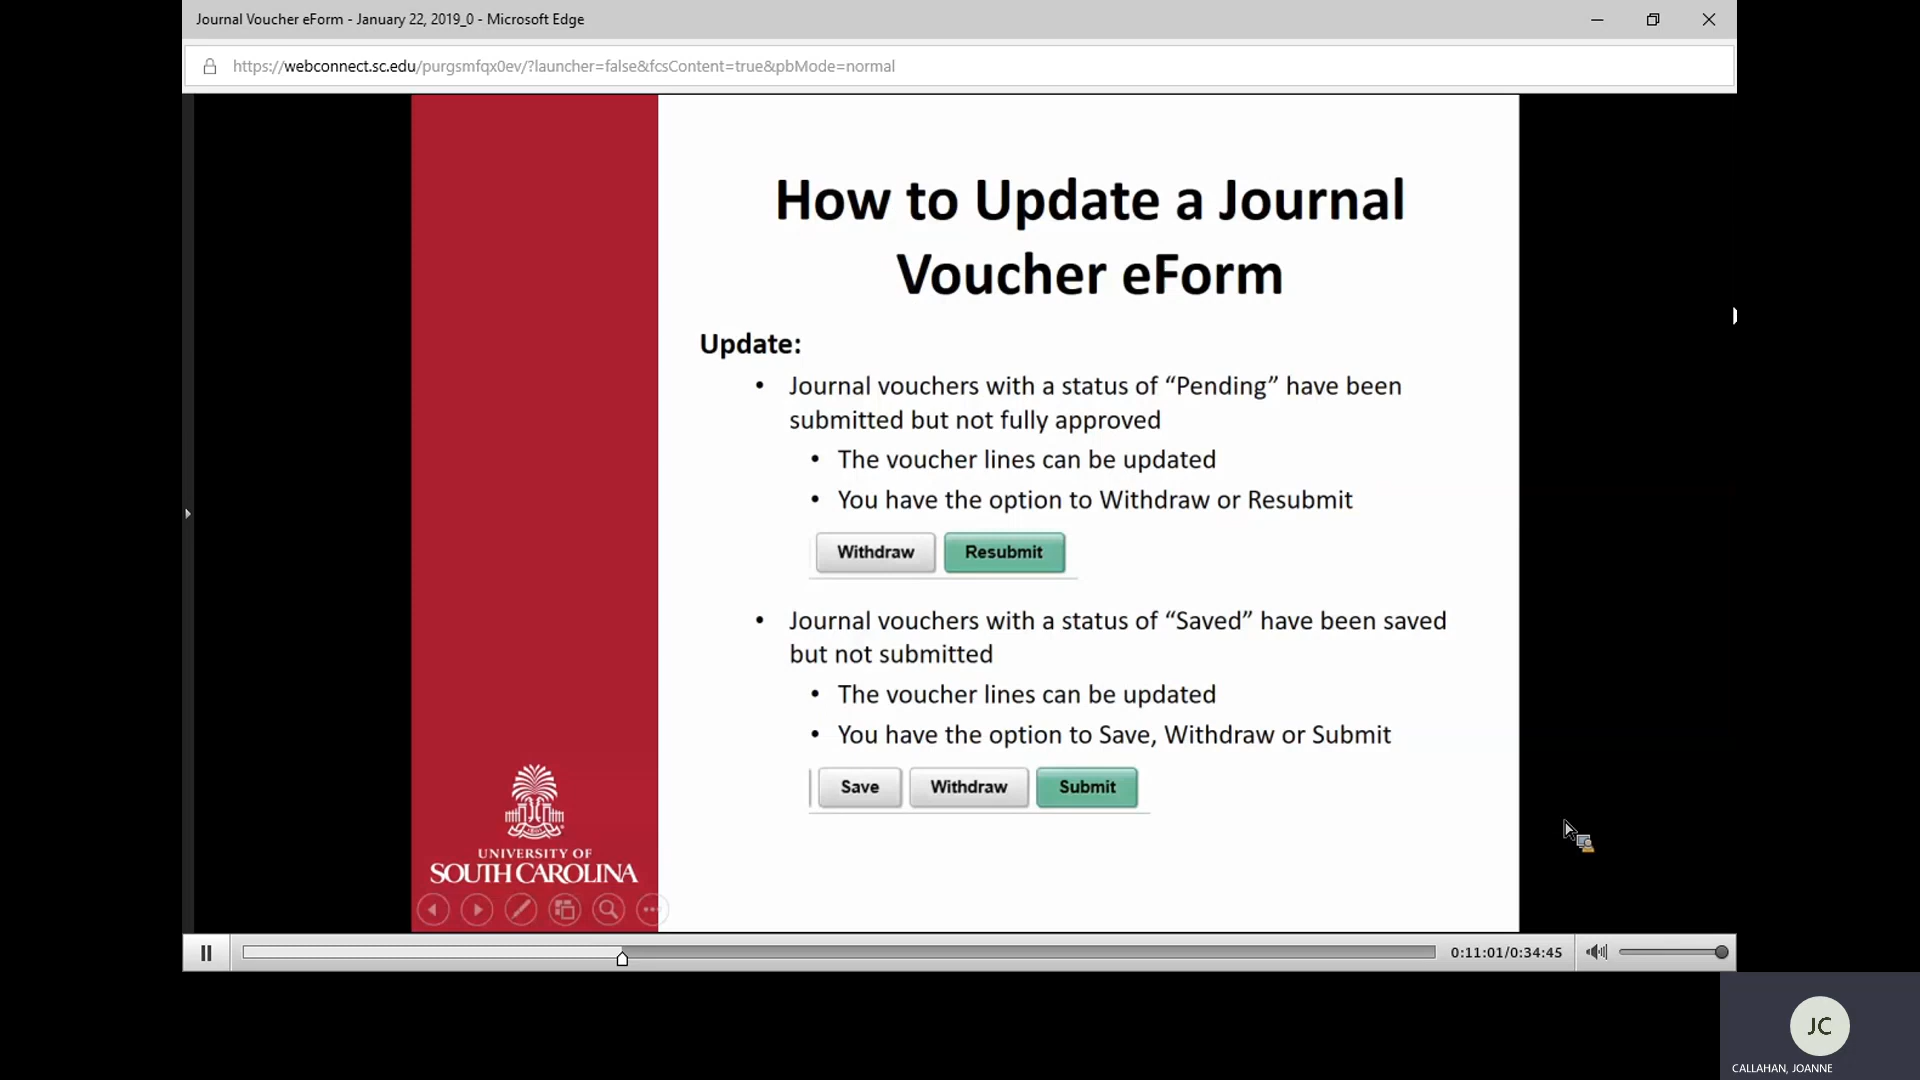 Journal Voucher eForm - January 22, 2019_0 - Microsoft Edge
https://webconnect.sc.edu/purgsmfqx0ev/?launcher=false&fcsContent=true&pbMode=normal
How to Update a Journal
Voucher eForm
Update:
• Journal vouchers with a status of “Pending” have been
submitted but not fully approved
• The voucher lines can be updated
• You have the option to Withdraw or Resubmit
Withdraw Resubmit
• Journal vouchers with a status of “Saved” have been saved
but not submitted
• The voucher lines can be updated
• You have the option to Save, Withdraw or Submit
Save Withdraw Submit
UNIVERSITY OF
SOUTH CAROLINA
0:11:01/0:34:45
JC
CALLAHAN, JOANNE